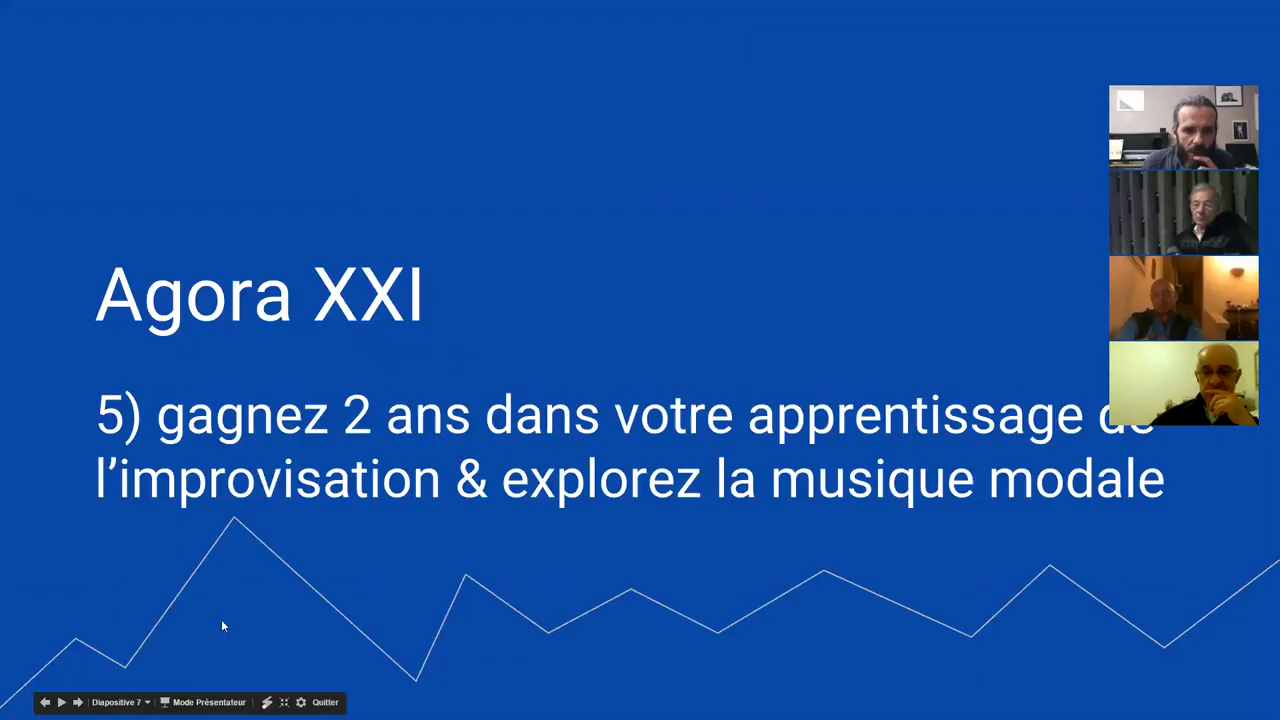 Agora XXI
5) gagnez 2 ans dans votre apprentissage de
l’improvisation & explorez la musique modale
Diapositive 7
Mode Présentateur
Quitter